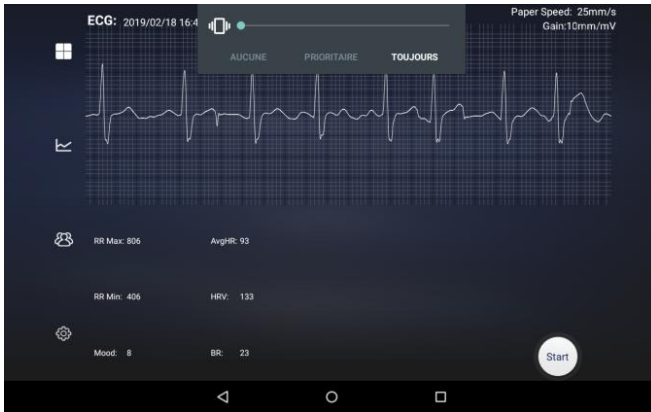 ECG: 2019/02/18 16:4
Paper Speed: 25mm/s
Gain:10mm/mV
AUCUNE PRIORITAIRE TOUJOURS
RR Max: 806 AvgHR: 93
RR Min: 406 HRV: 133
Mood: 8 BR: 23
Start